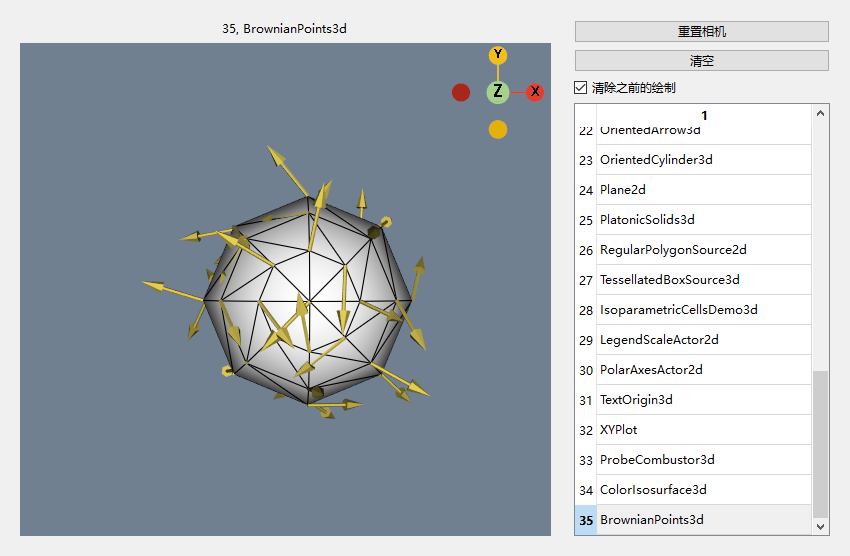 35, BrownianPoints3d
Y
Z
X
重置相机
清空
清除之前的绘制
1
22 OrientedArrow3d
23 OrientedCylinder3d
24 Plane2d
25 PlatonicSolids3d
26 RegularPolygonSource2d
27 TessellatedBoxSource3d
28 IsoparametricCellsDemo3d
29 LegendScaleActor2d
30 PolarAxesActor2d
31 TextOrigin3d
32 XYPlot
33 ProbeCombustor3d
34 ColorIsosurface3d
35 BrownianPoints3d